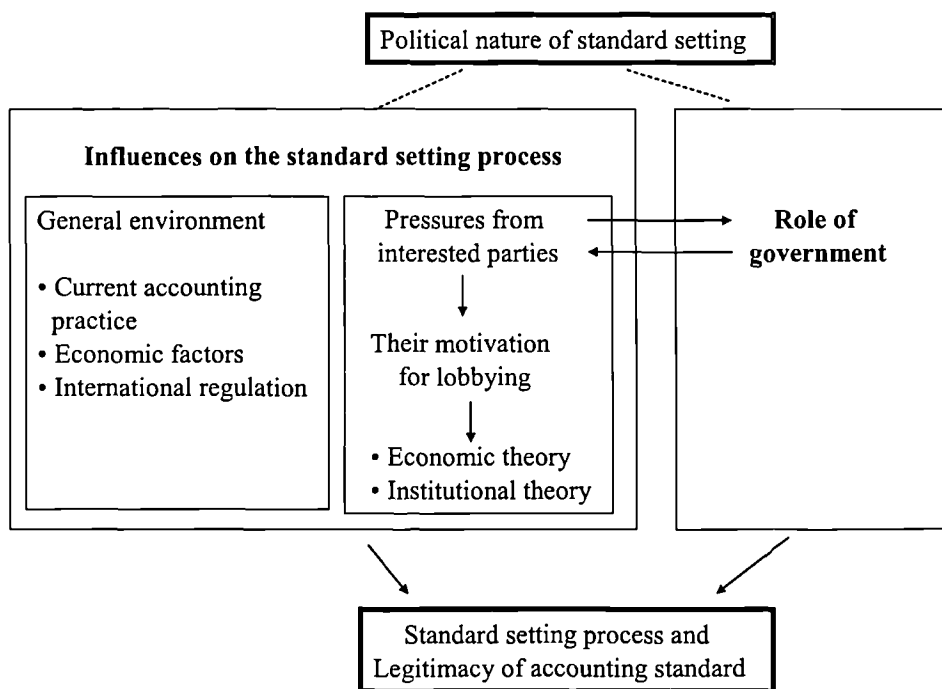 Political nature of standard setting
Influences on the standard setting process
General environment
• Current accounting
practice
• Economic factors
• International regulation
Pressures from
interested parties
Their motivation
for lobbying
• Economic theory
• Institutional theory
Role of
government
Standard setting process and
Legitimacy of accounting standard